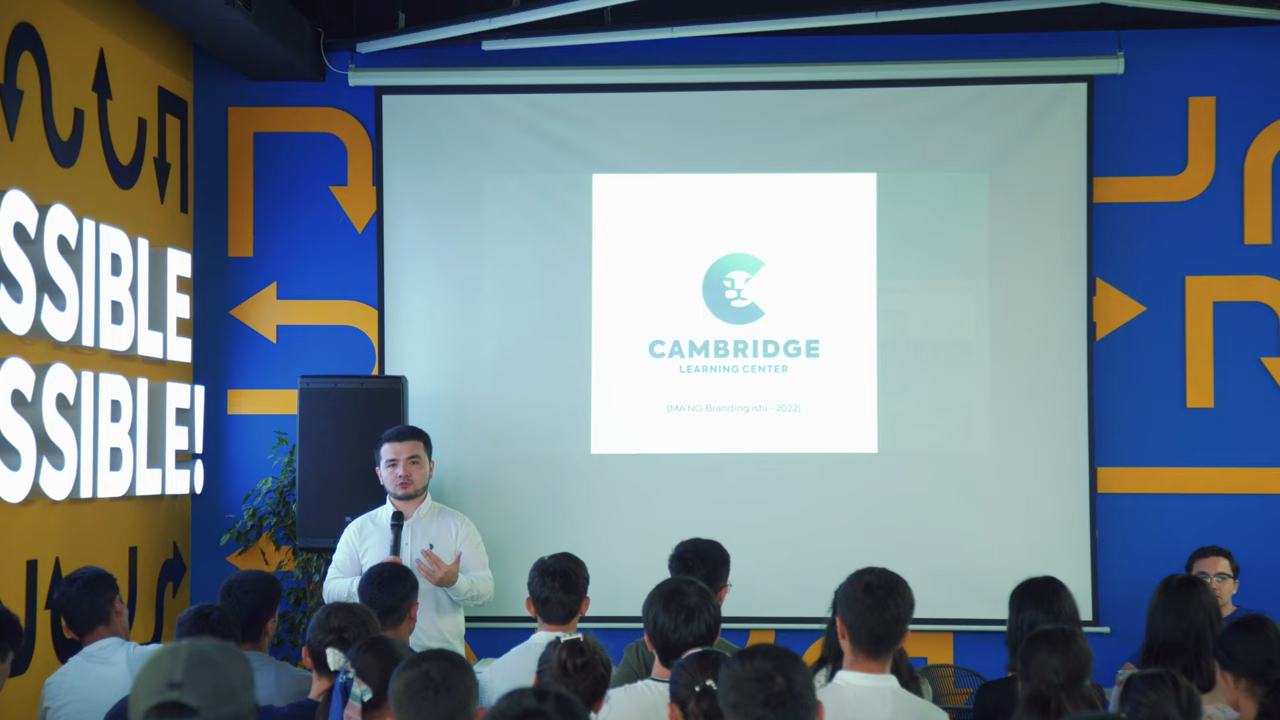 SSIBLE
SSIBLE!
CAMBRIDGE
LEARNING CENTER
(MA'NO Branding ishi - 2022)